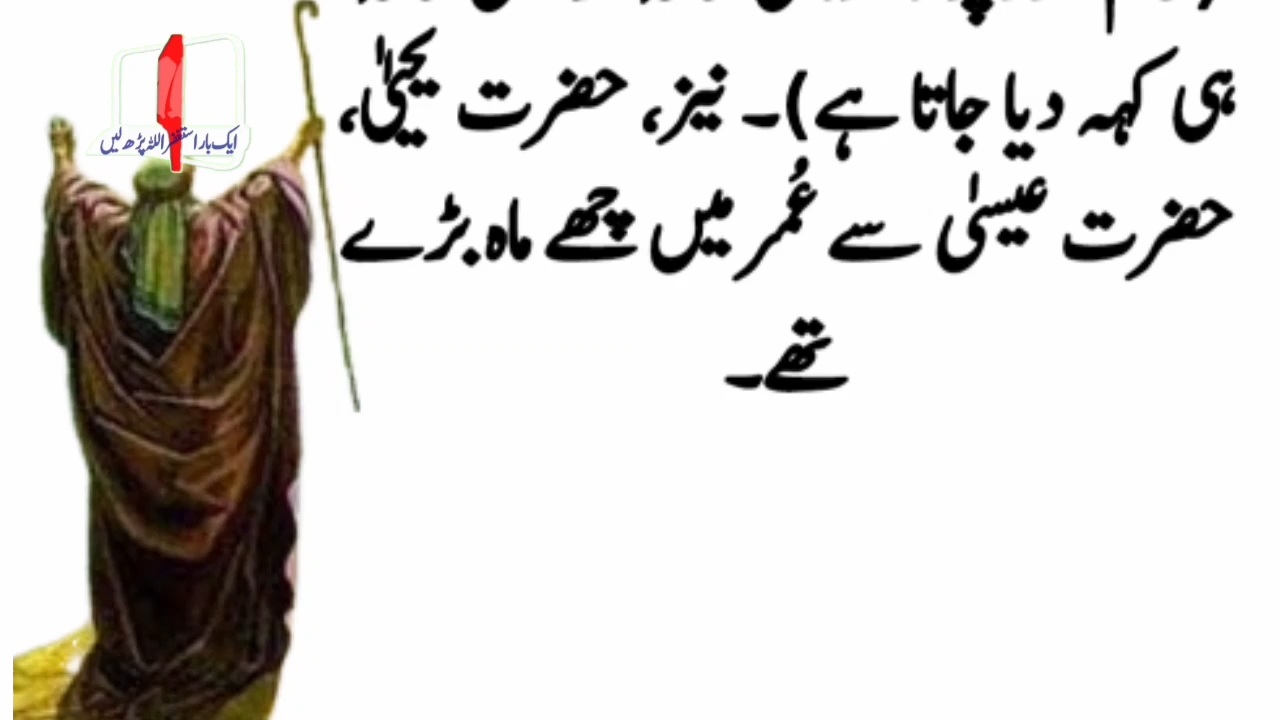 ہی کہہ دیا جاتا ہے)۔ نیز، حضرت یحییٰ،
حضرت عیسیٰ سے عُمر میں چھے ماہ بڑے
تھے۔
ایک بار استغفر اللہ پڑھ لیں